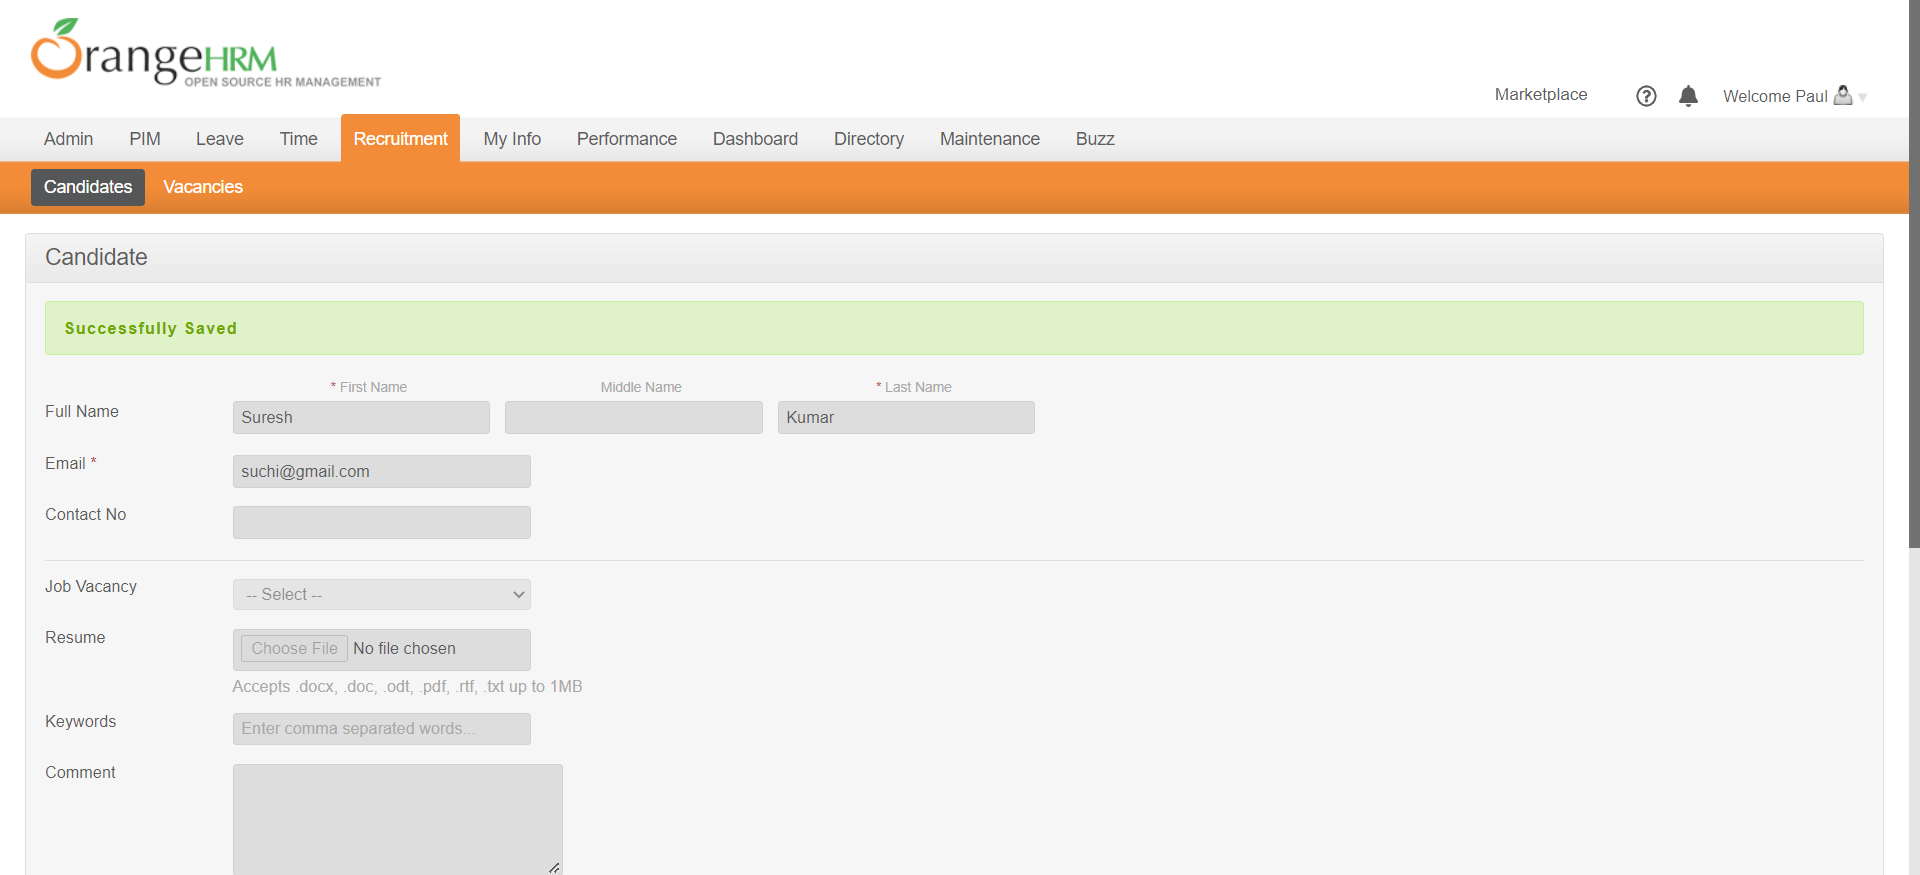 OrangeHRM
OPEN SOURCE HR MANAGEMENT
Marketplace
Welcome Paul
Admin PIM Leave Time Recruitment My Info Performance Dashboard Directory Maintenance Buzz
Candidates Vacancies
Candidate
Successfully Saved
* First Name Middle Name * Last Name
Full Name Suresh Kumar
Email * suchi@gmail.com
Contact No
Job Vacancy -- Select --
Resume Choose File No file chosen
Accepts .docx, .doc, .odt, .pdf, .rtf, .txt up to 1MB
Keywords Enter comma separated words...
Comment